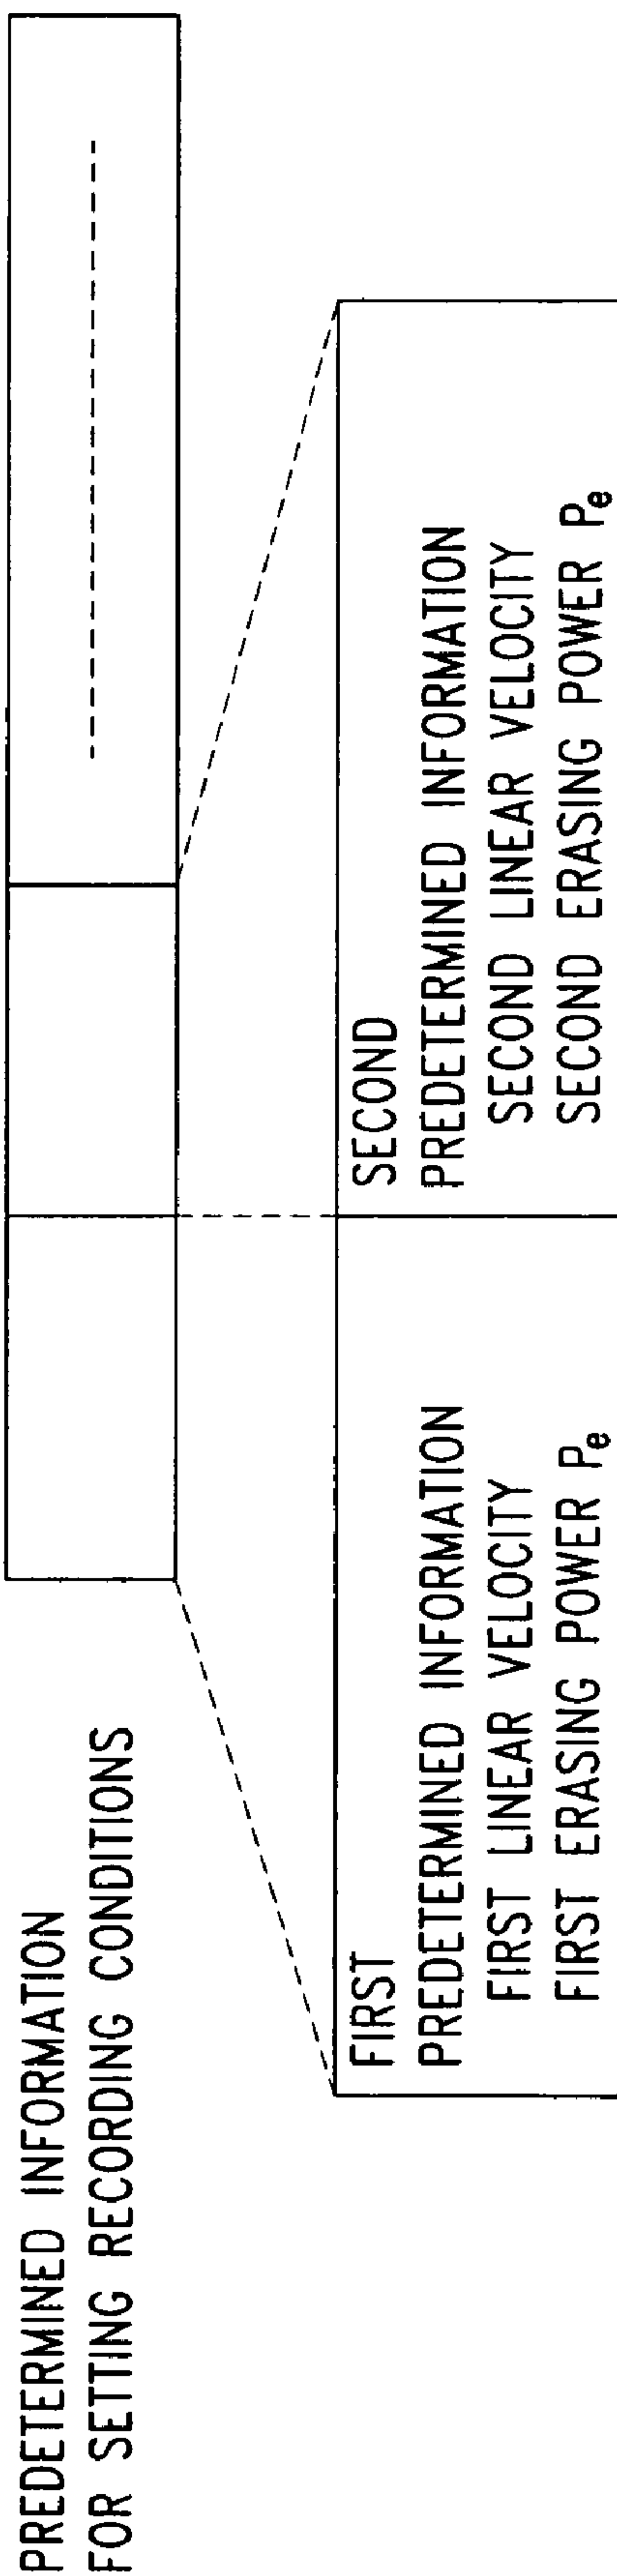 PREDETERMINED INFORMATION
FOR SETTING RECORDING CONDITIONS
FIRST
PREDETERMINED INFORMATION
FIRST LINEAR VELOCITY
FIRST ERASING POWER Pe
SECOND
PREDETERMINED INFORMATION
SECOND LINEAR VELOCITY
SECOND ERASING POWER Pe